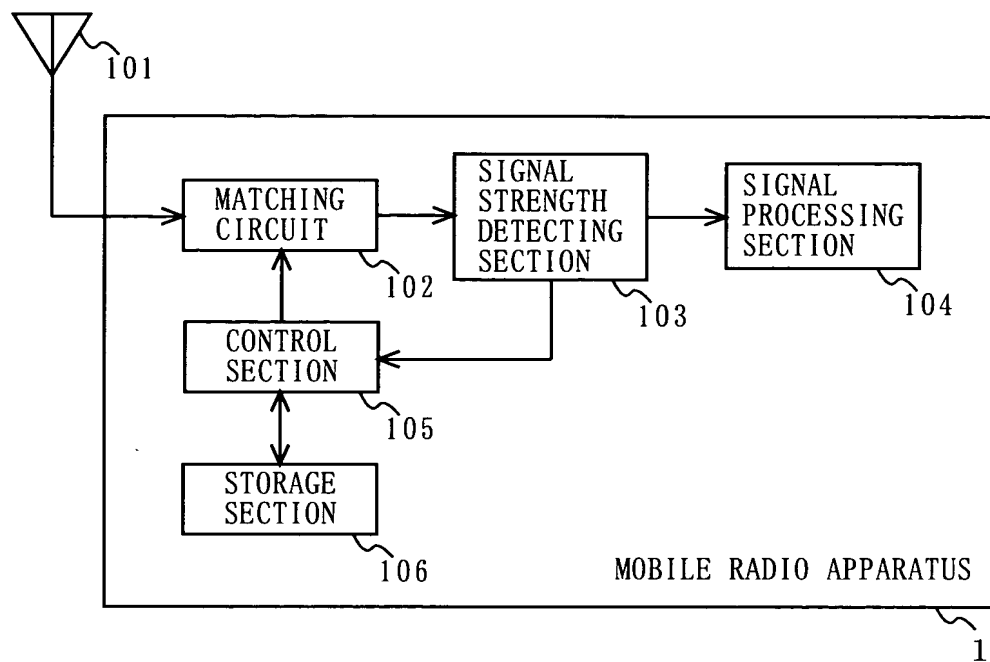 101
MATCHING
CIRCUIT
102
SIGNAL
STRENGTH
DETECTING
SECTION
103
SIGNAL
PROCESSING
SECTION
104
CONTROL
SECTION
105
STORAGE
SECTION
106
MOBILE RADIO APPARATUS
1